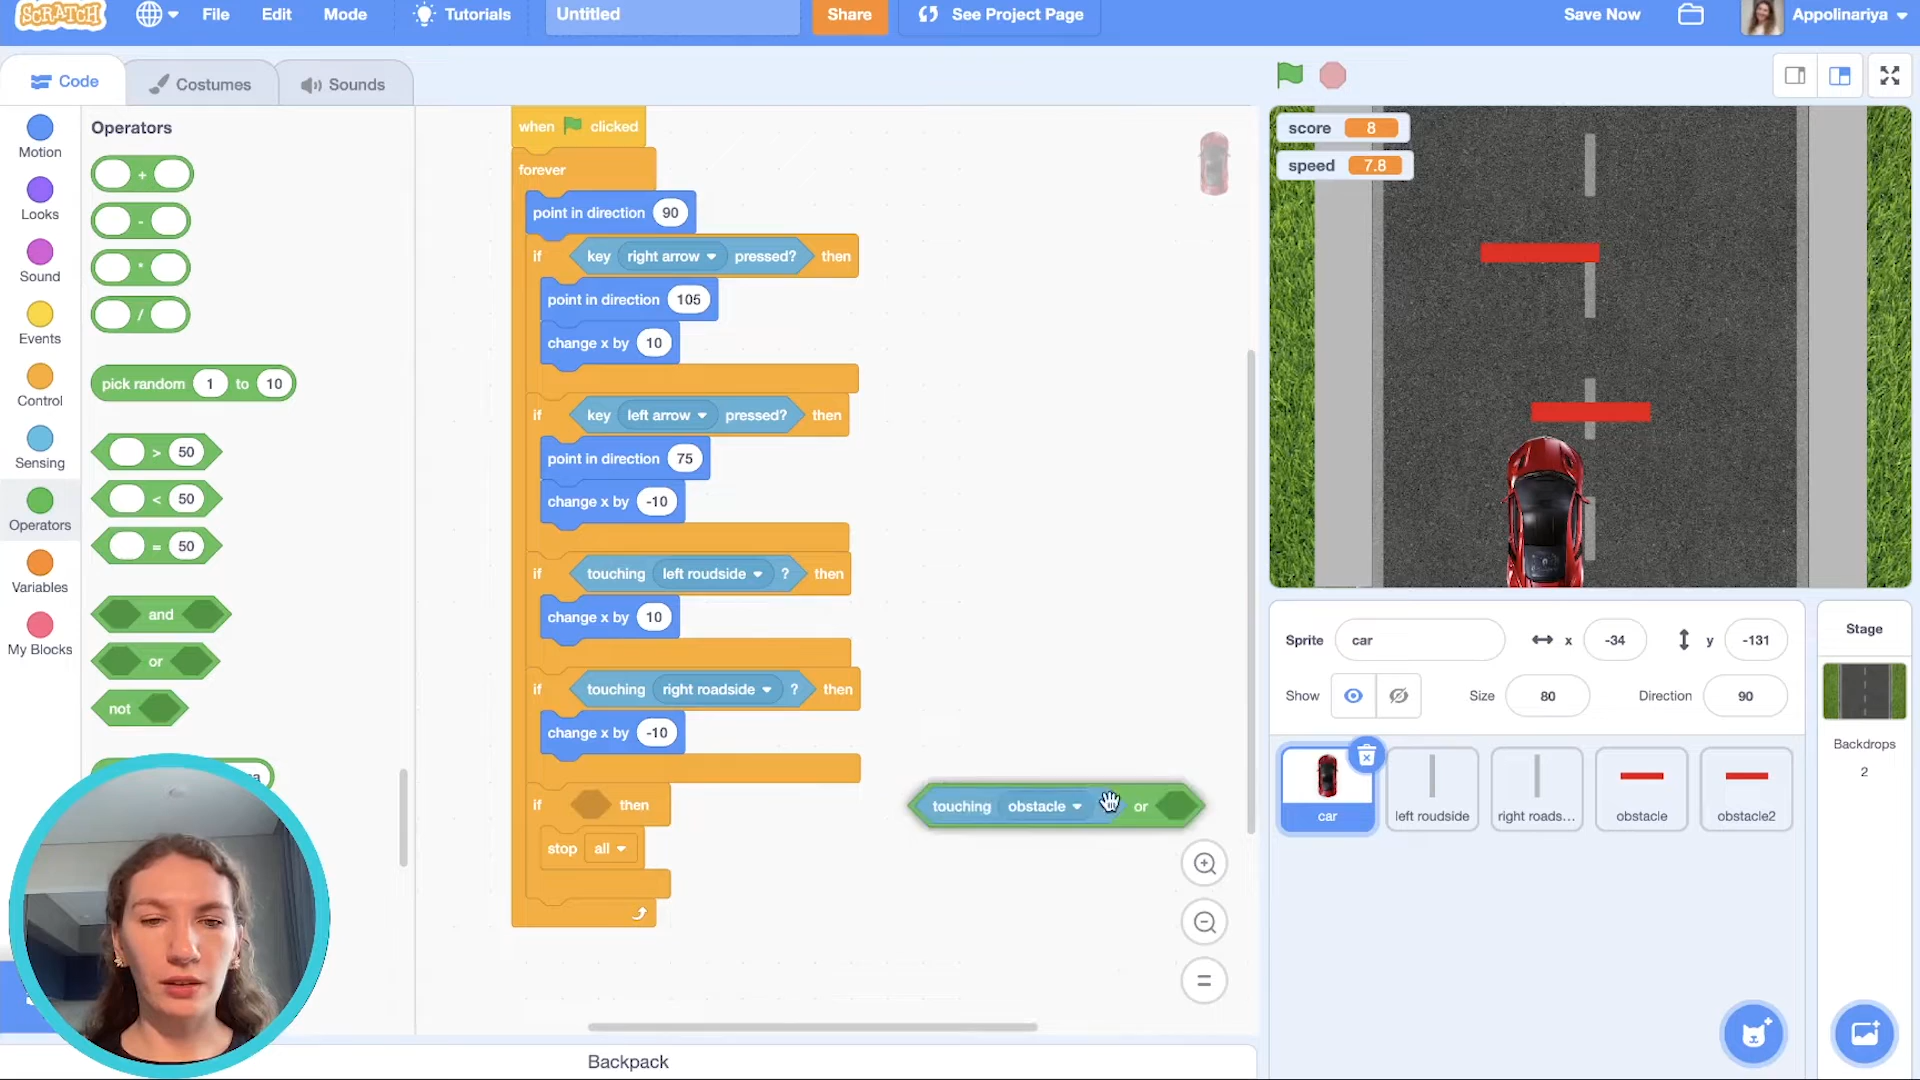 SCRATCH File Edit Mode Tutorials Untitled Share See Project Page Save Now Appolinariya
Code Costumes Sounds
Motion
Looks
Sound
Events
Control
Sensing
Operators
Variables
My Blocks
Operators
+
-
*
/
pick random 1 to 10
> 50
< 50
= 50
and
or
not
when clicked
forever
point in direction 90
if key right arrow pressed? then
point in direction 105
change x by 10
if key left arrow pressed? then
point in direction 75
change x by -10
if touching left roudside ? then
change x by 10
if touching right roadside ? then
change x by -10
if then
stop all
touching obstacle or
=
Backpack
score 8
speed 7.8
Sprite car x -34 y -131
Show Size 80 Direction 90
car left roudside right roads... obstacle obstacle2
Stage
Backdrops
2